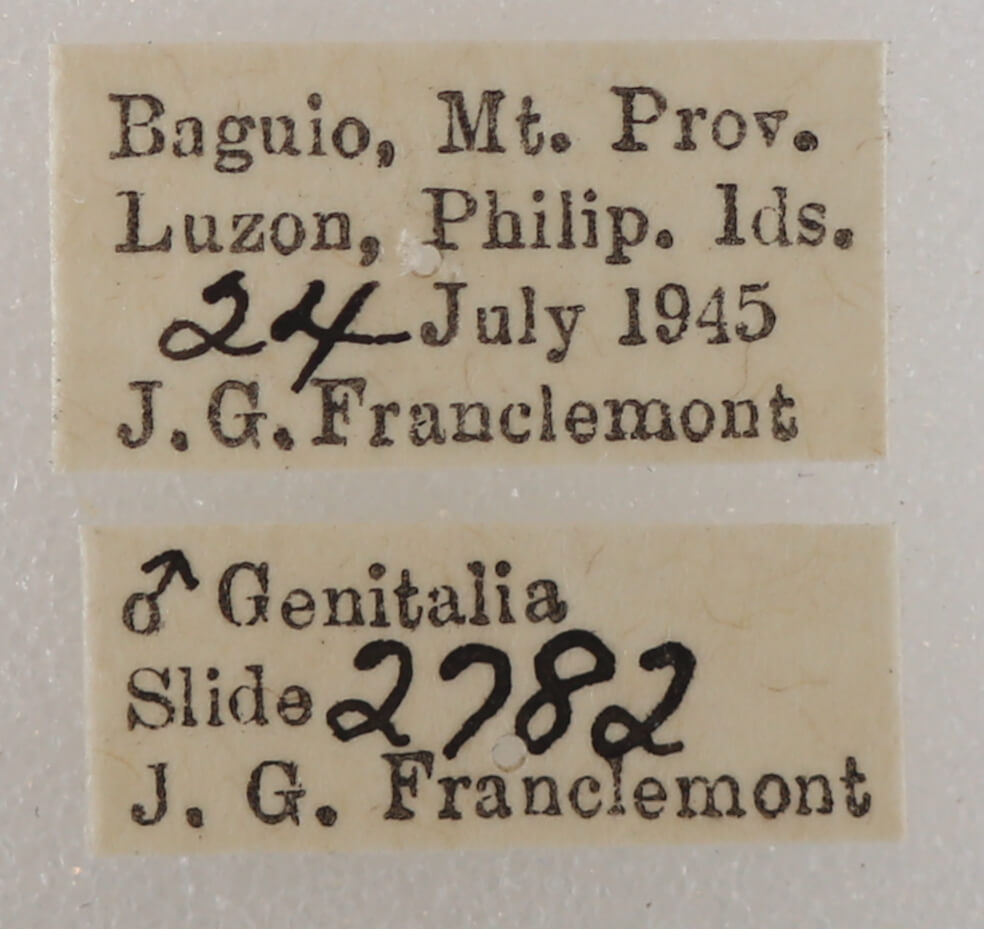 Baguio, Mt. Prov.
Luzon, Philip. Ids.
24 July 1945
J. G. Franclemont
♂ Genitalia
Slide 2782
J. G. Franclemont